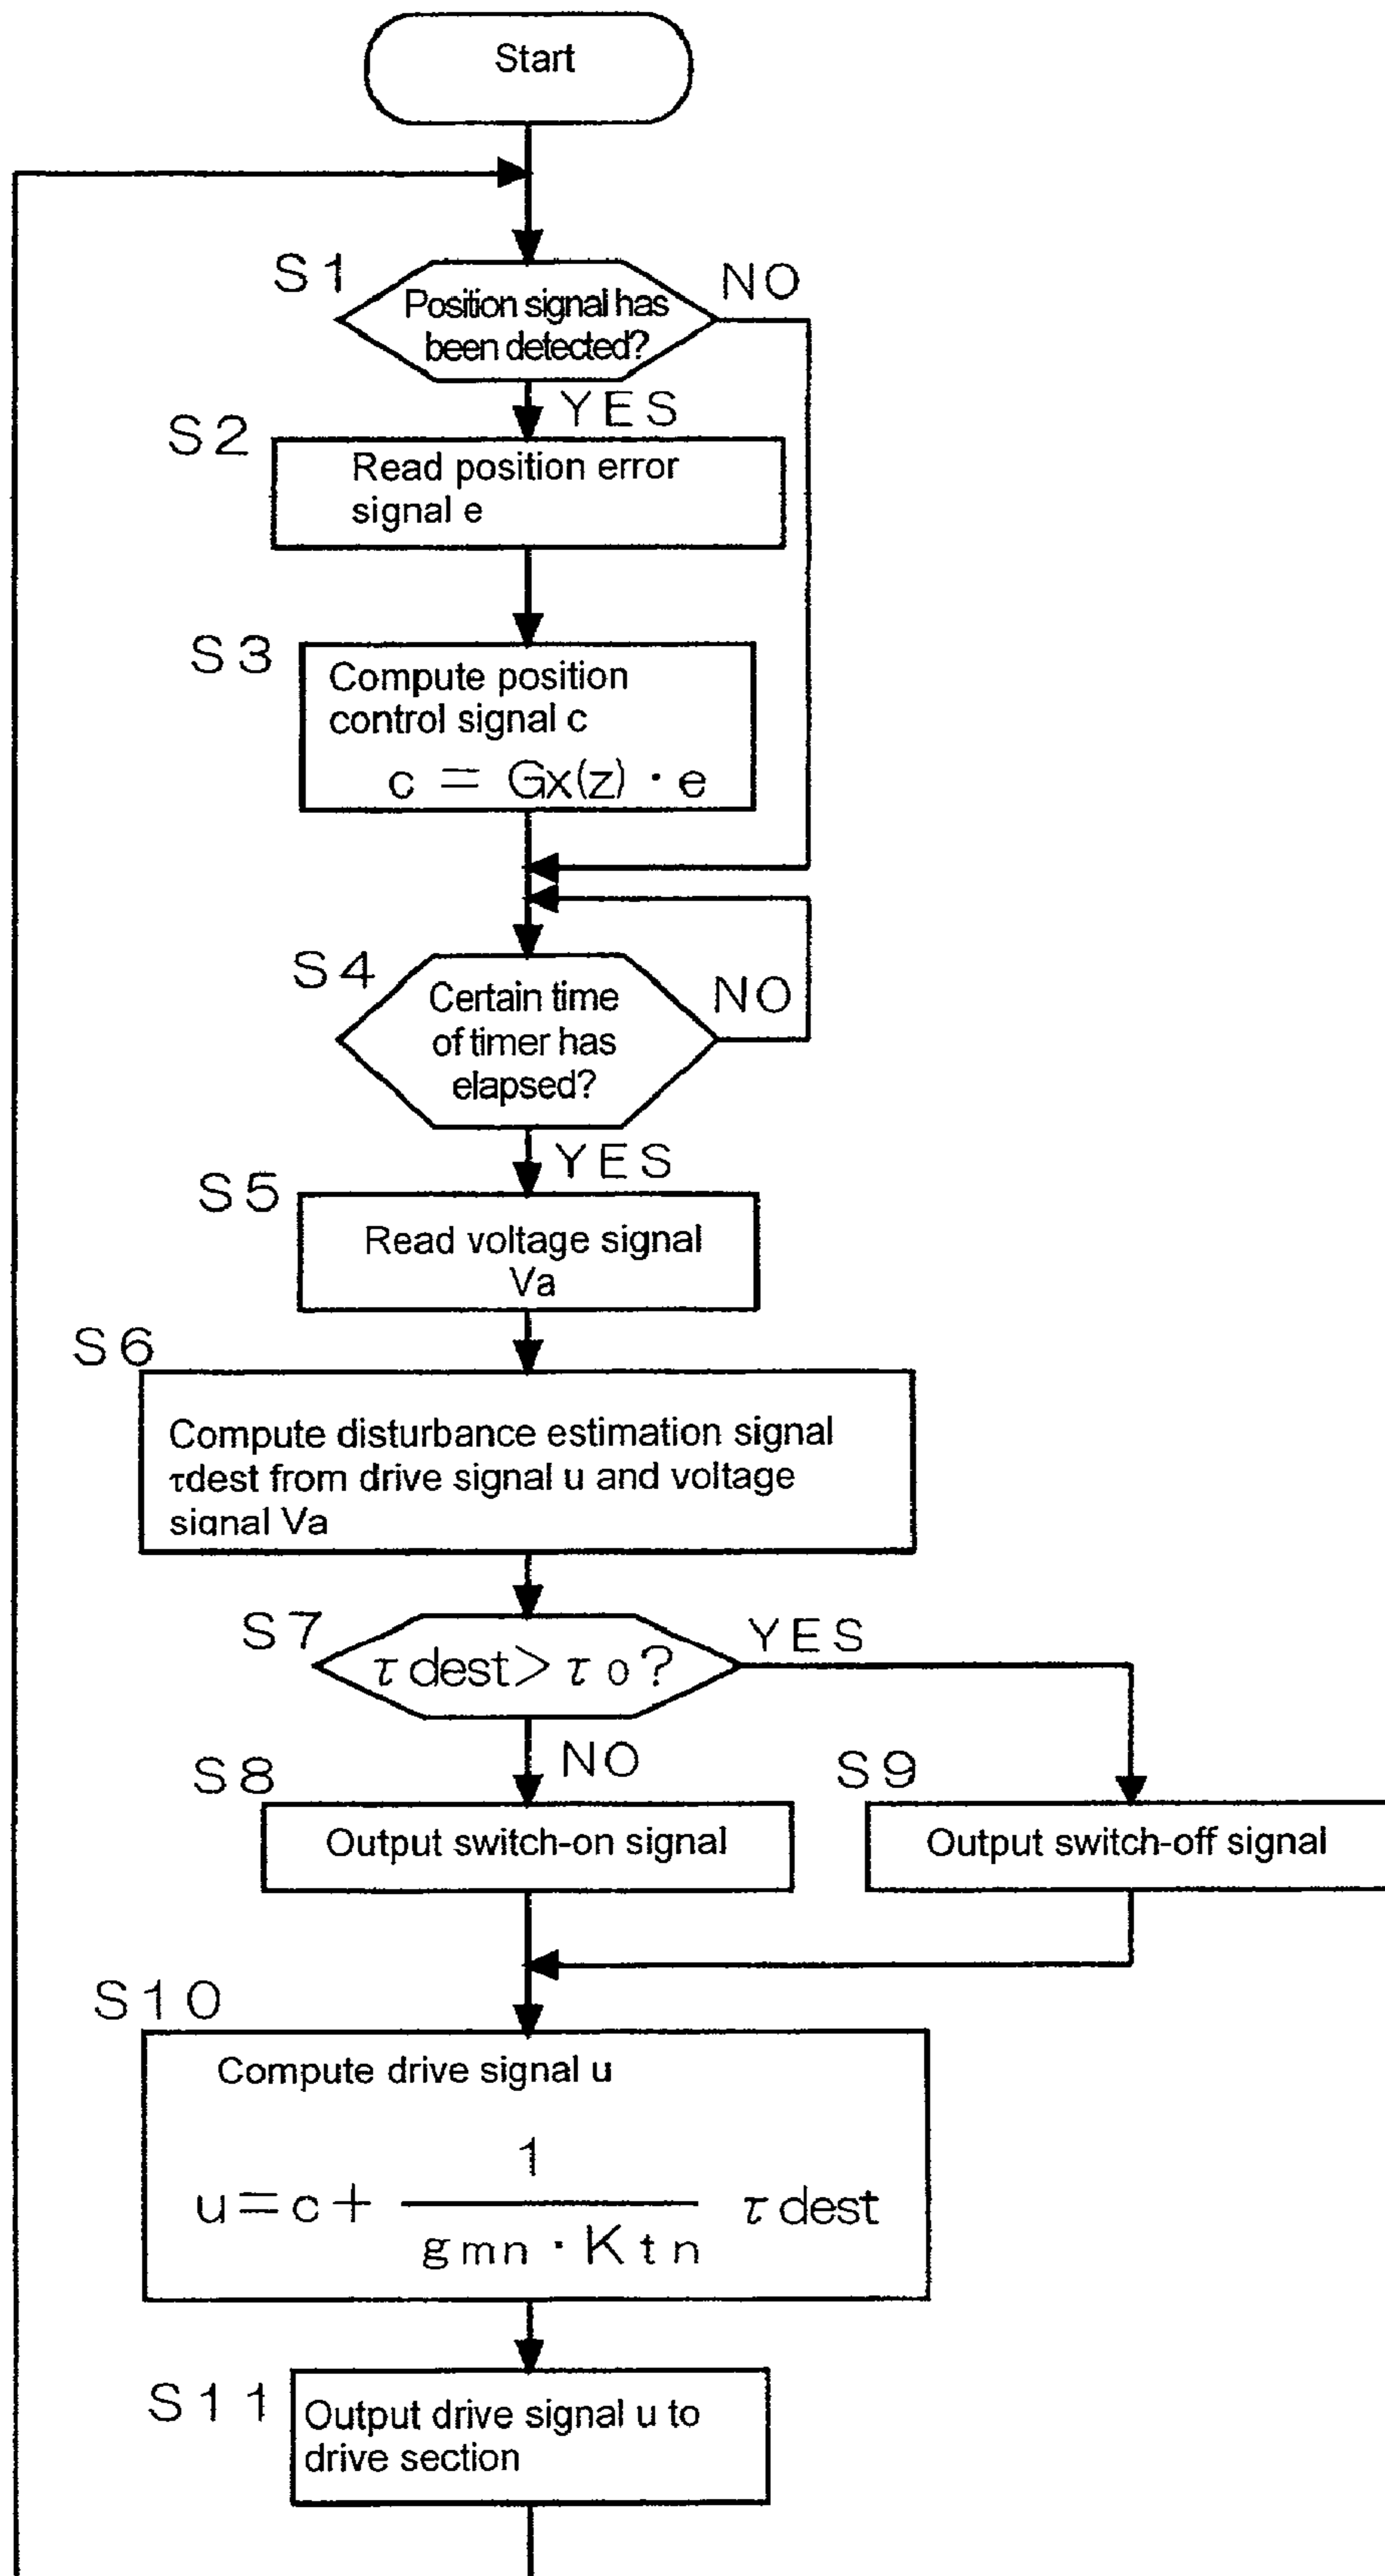 Start
S1
Position signal has
been detected?
NO
YES
S2
Read position error
signal e
S3
Compute position
control signal c
c = Gx(z) · e
S4
Certain time
of timer has
elapsed?
NO
YES
S5
Read voltage signal
Va
S6
Compute disturbance estimation signal
τdest from drive signal u and voltage
signal Va
S7
τdest > τo?
YES
NO
S8
Output switch-on signal
S9
Output switch-off signal
S10
Compute drive signal u
1
u = c + τdest
gmn · Ktn
S11
Output drive signal u to
drive section